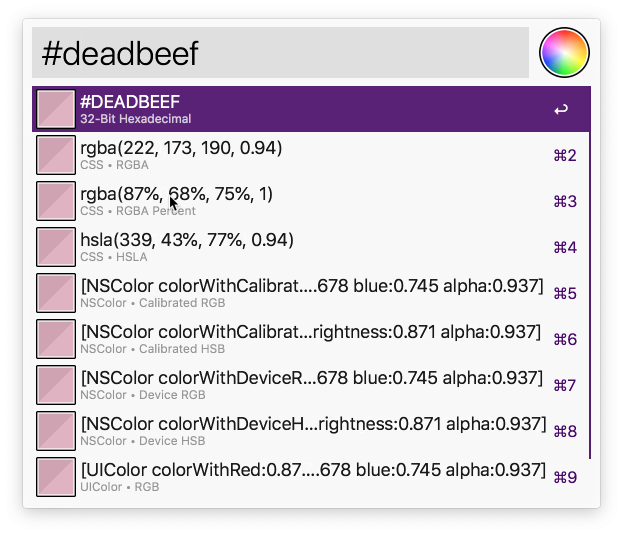 #deadbeef
#DEADBEEF
32-Bit Hexadecimal
↩
rgba(222, 173, 190, 0.94)
CSS • RGBA
⌘2
rgba(87%, 68%, 75%, 1)
CSS • RGBA Percent
⌘3
hsla(339, 43%, 77%, 0.94)
CSS • HSLA
⌘4
[NSColor colorWithCalibrat....678 blue:0.745 alpha:0.937]
NSColor • Calibrated RGB
⌘5
[NSColor colorWithCalibrat...rightness:0.871 alpha:0.937]
NSColor • Calibrated HSB
⌘6
[NSColor colorWithDeviceR...678 blue:0.745 alpha:0.937]
NSColor • Device RGB
⌘7
[NSColor colorWithDeviceH...rightness:0.871 alpha:0.937]
NSColor • Device HSB
⌘8
[UIColor colorWithRed:0.87....678 blue:0.745 alpha:0.937]
UIColor • RGB
⌘9